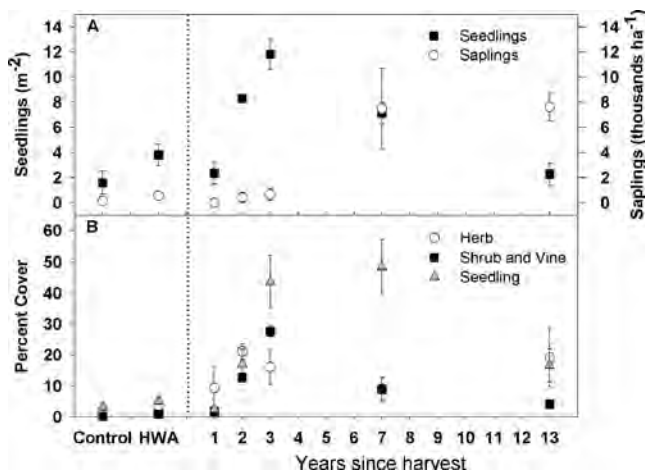 A
Seedlings
Saplings
14
12
10
8
6
4
2
0
Seedlings (m⁻²)
14
12
10
8
6
4
2
0
Saplings (thousands ha⁻¹)
B
Herb
Shrub and Vine
Seedling
60
50
40
30
20
10
0
Percent Cover
Control HWA 1 2 3 4 5 6 7 8 9 10 11 12 13
Years since harvest